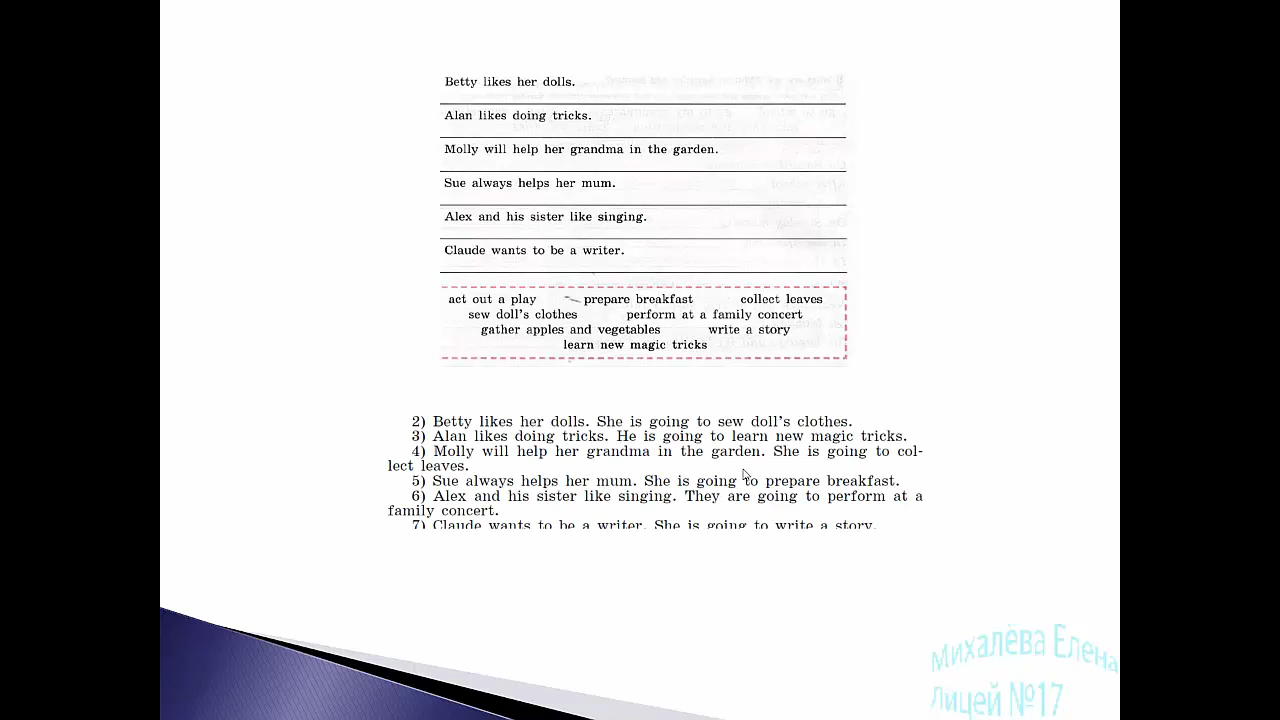 Betty likes her dolls.
Alan likes doing tricks.
Molly will help her grandma in the garden.
Sue always helps her mum.
Alex and his sister like singing.
Claude wants to be a writer.
act out a play prepare breakfast collect leaves
sew doll's clothes perform at a family concert
gather apples and vegetables write a story
learn new magic tricks
2) Betty likes her dolls. She is going to sew doll's clothes.
3) Alan likes doing tricks. He is going to learn new magic tricks.
4) Molly will help her grandma in the garden. She is going to col-
lect leaves.
5) Sue always helps her mum. She is going to prepare breakfast.
6) Alex and his sister like singing. They are going to perform at a
family concert.
7) Claude wants to be a writer. She is going to write a story.
Михалёва Елена
Лицей №17